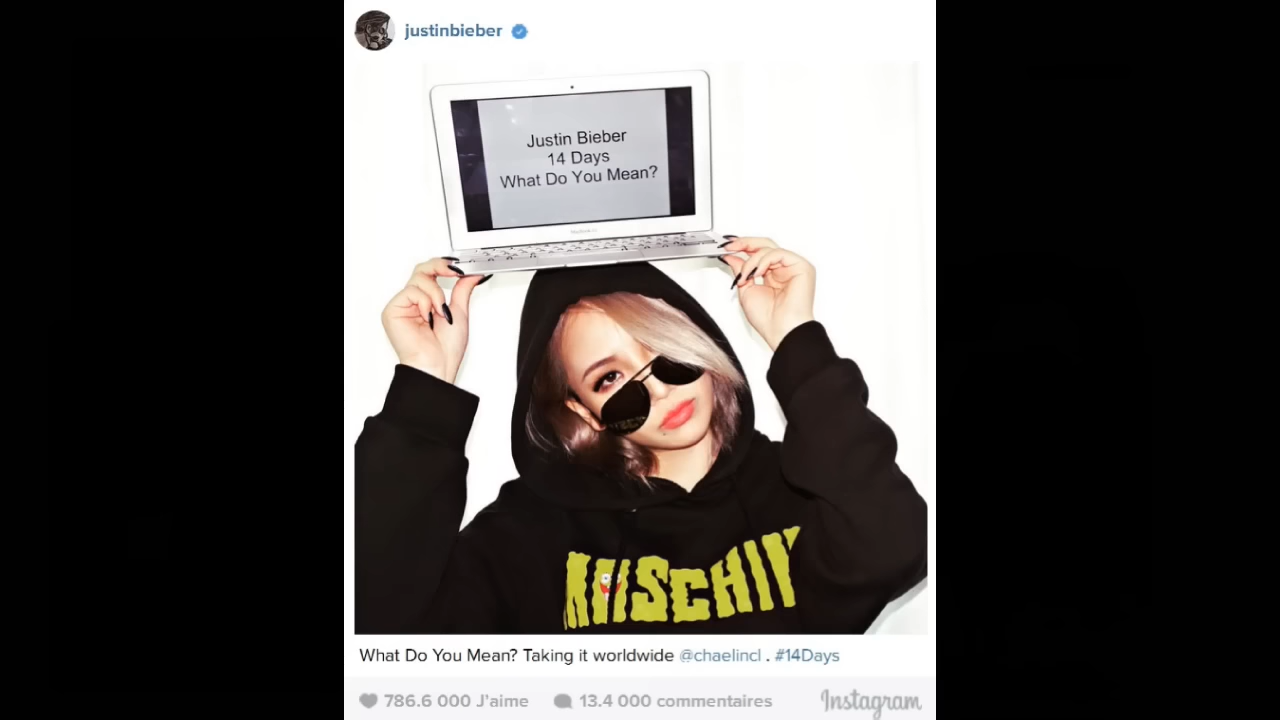 justinbieber
Justin Bieber
14 Days
What Do You Mean?
MISCHIE
What Do You Mean? Taking it worldwide @chaelincl . #14Days
786.6 000 J'aime 13.4 000 commentaires Instagram